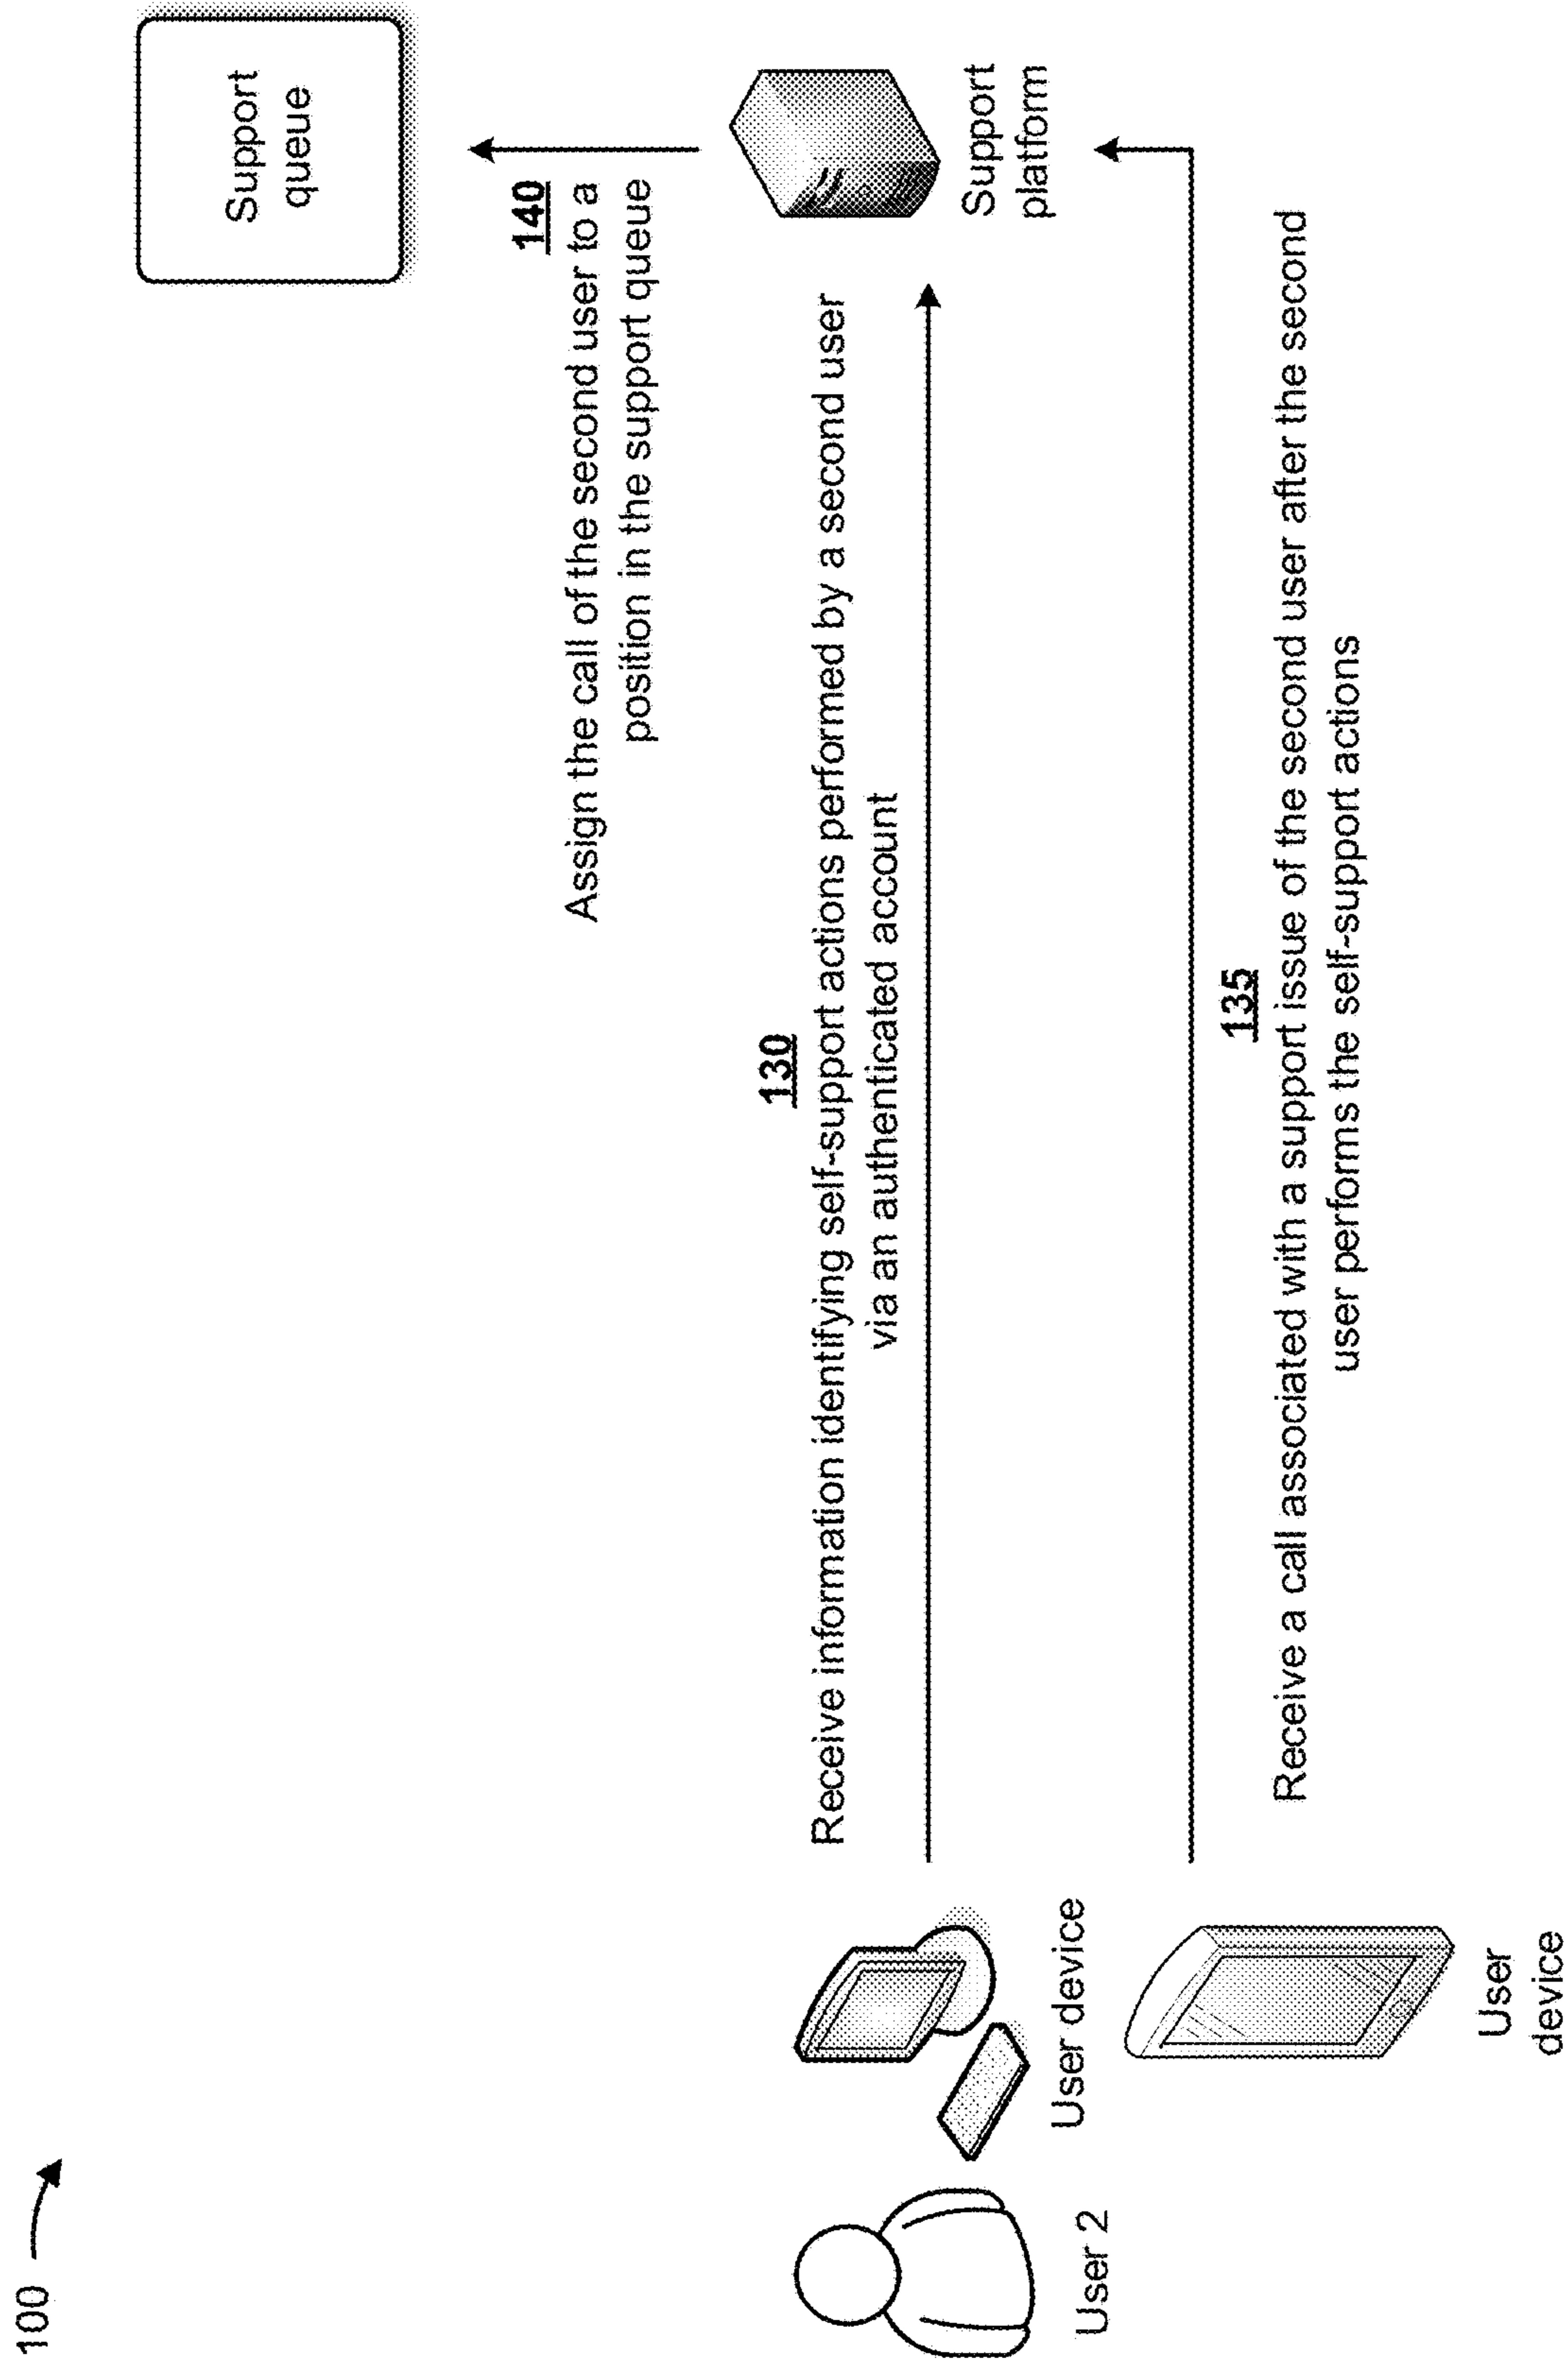 100
Support
queue
140
Assign the call of the second user to a
position in the support queue
130
Receive information identifying self-support actions performed by a second user
via an authenticated account
Support
platform
User 2
User device
135
Receive a call associated with a support issue of the second user after the second
user performs the self-support actions
User
device